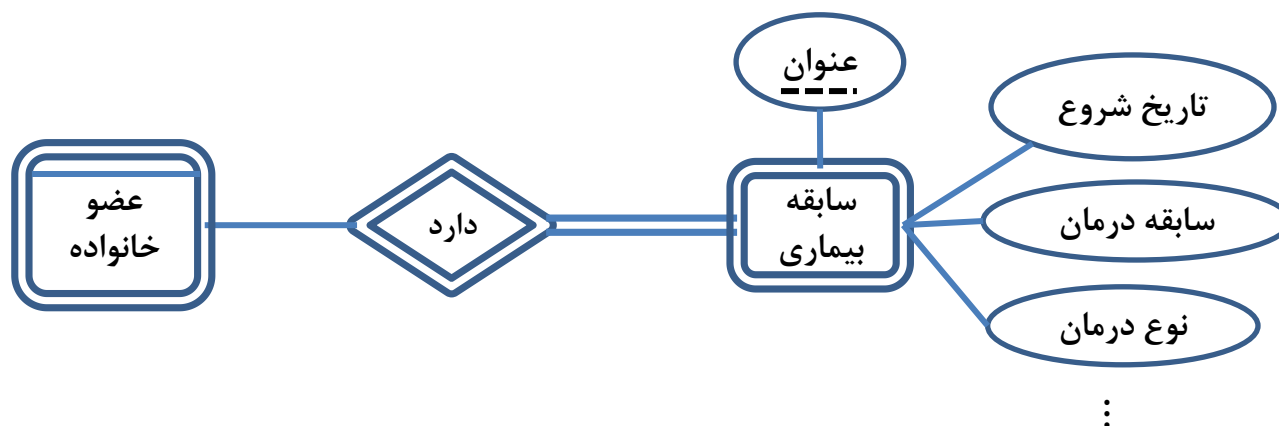 عنوان
تاریخ شروع
عضو
خانواده
دارد
سابقه
بیماری
سابقه درمان
نوع درمان
⋮